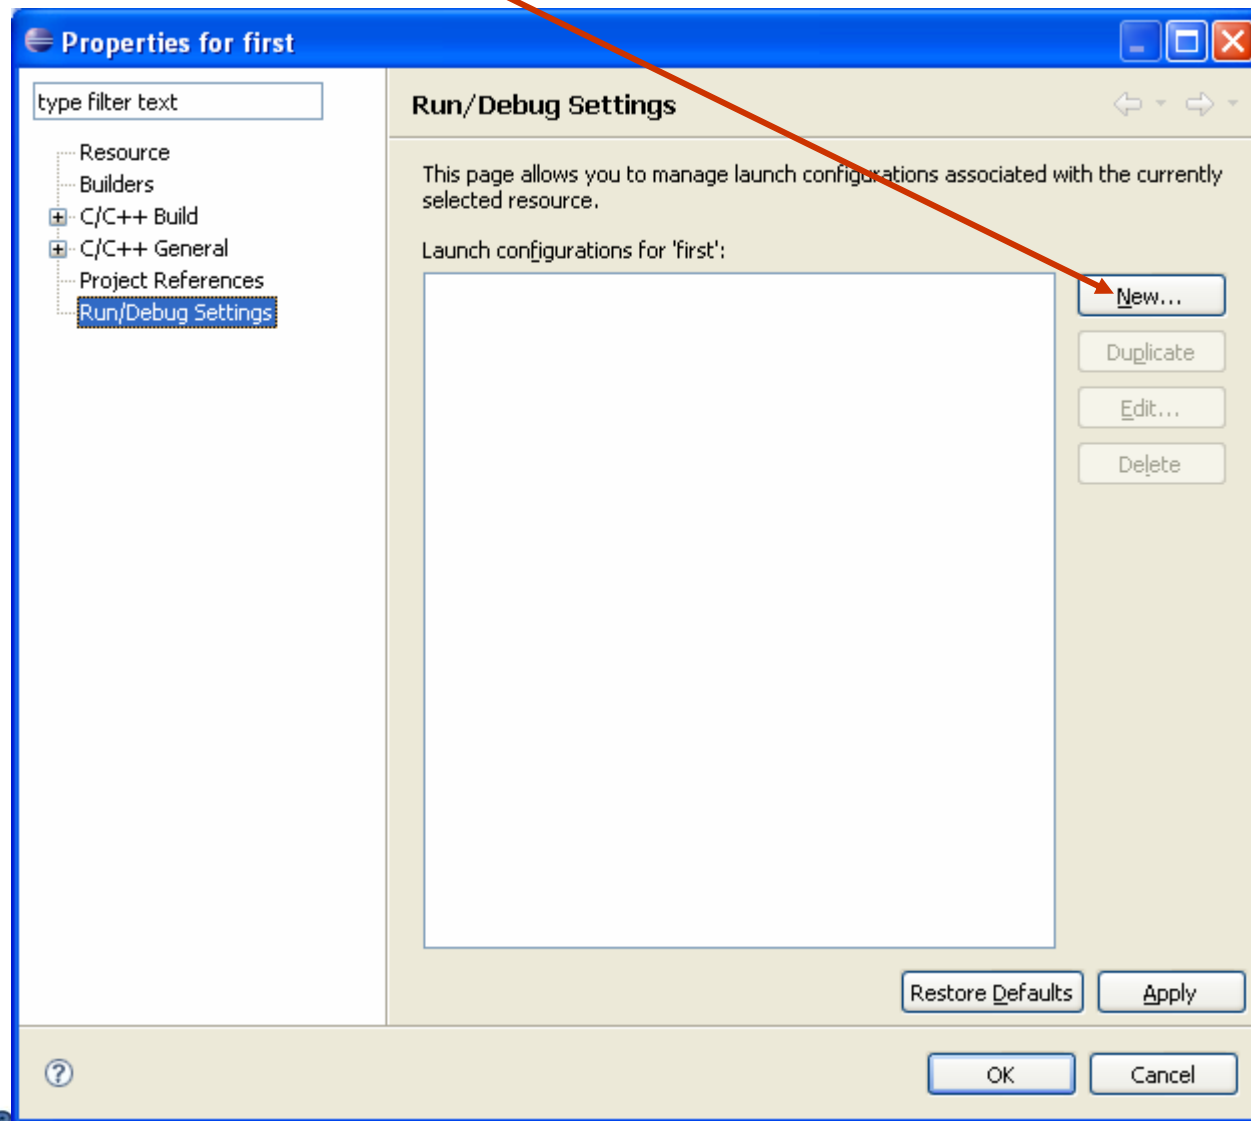 Properties for first
type filter text
Resource
Builders
C/C++ Build
C/C++ General
Project References
Run/Debug Settings
Run/Debug Settings
This page allows you to manage launch configurations associated with the currently
selected resource.
Launch configurations for 'first':
New...
Duplicate
Edit...
Delete
Restore Defaults
Apply
OK
Cancel